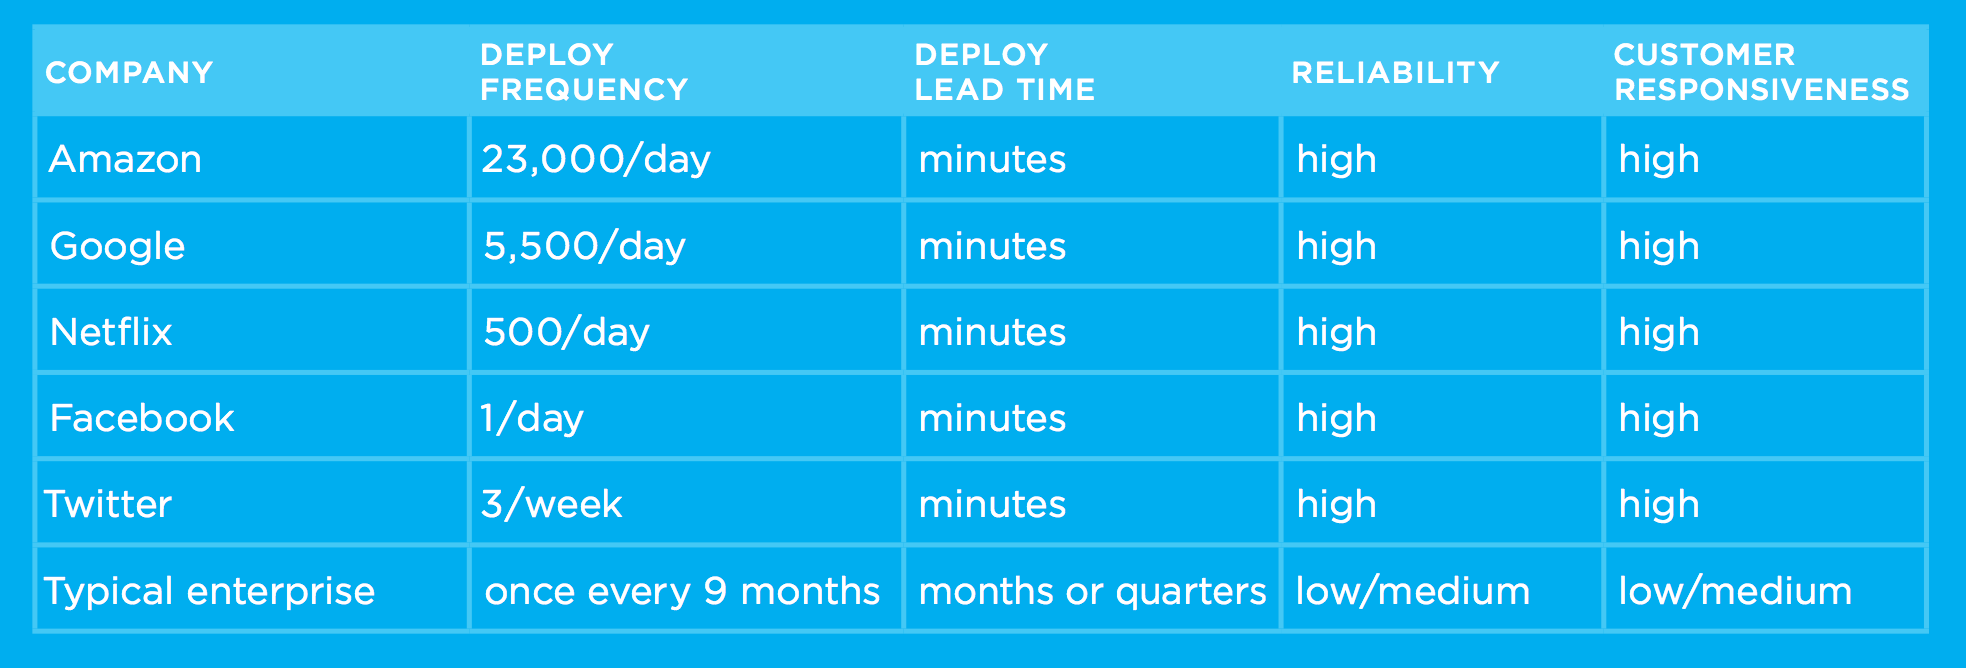 COMPANY
DEPLOY
FREQUENCY
DEPLOY
LEAD TIME
RELIABILITY
CUSTOMER
RESPONSIVENESS
Amazon 23,000/day minutes high high
Google 5,500/day minutes high high
Netflix 500/day minutes high high
Facebook 1/day minutes high high
Twitter 3/week minutes high high
Typical enterprise once every 9 months months or quarters low/medium low/medium